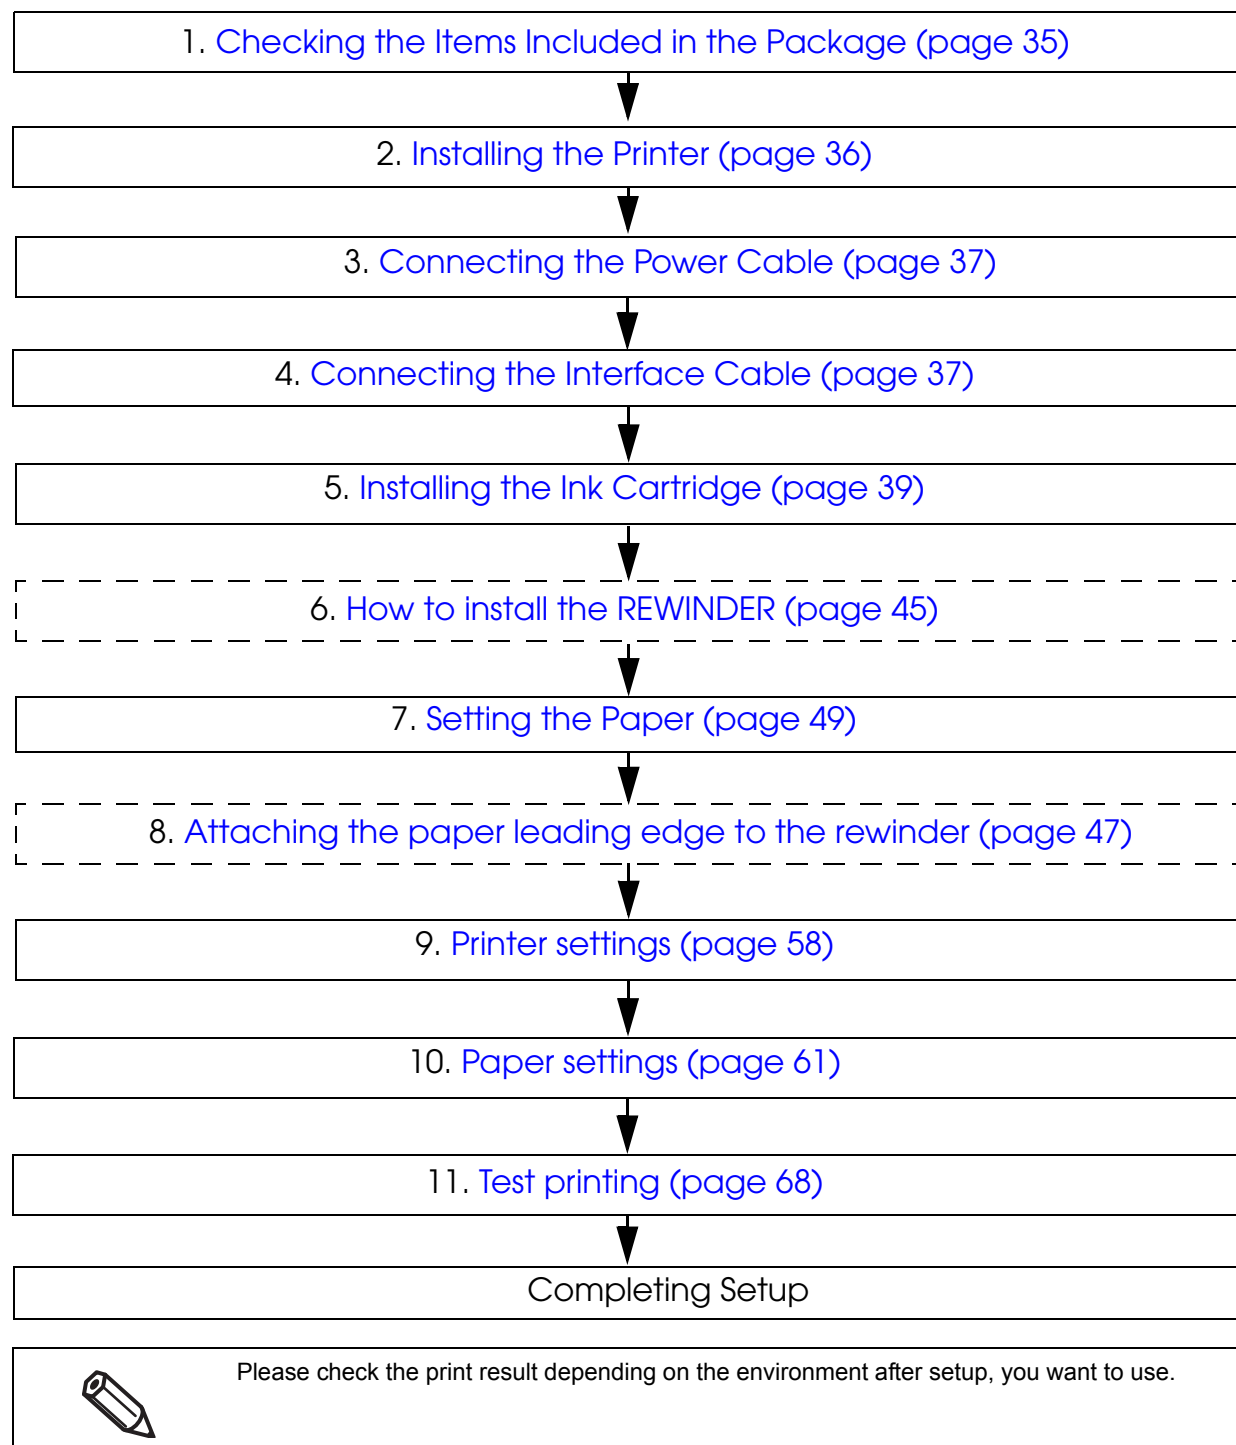 1. Checking the Items Included in the Package (page 35)
2. Installing the Printer (page 36)
3. Connecting the Power Cable (page 37)
4. Connecting the Interface Cable (page 37)
5. Installing the Ink Cartridge (page 39)
6. How to install the REWINDER (page 45)
7. Setting the Paper (page 49)
8. Attaching the paper leading edge to the rewinder (page 47)
9. Printer settings (page 58)
10. Paper settings (page 61)
11. Test printing (page 68)
Completing Setup
Please check the print result depending on the environment after setup, you want to use.